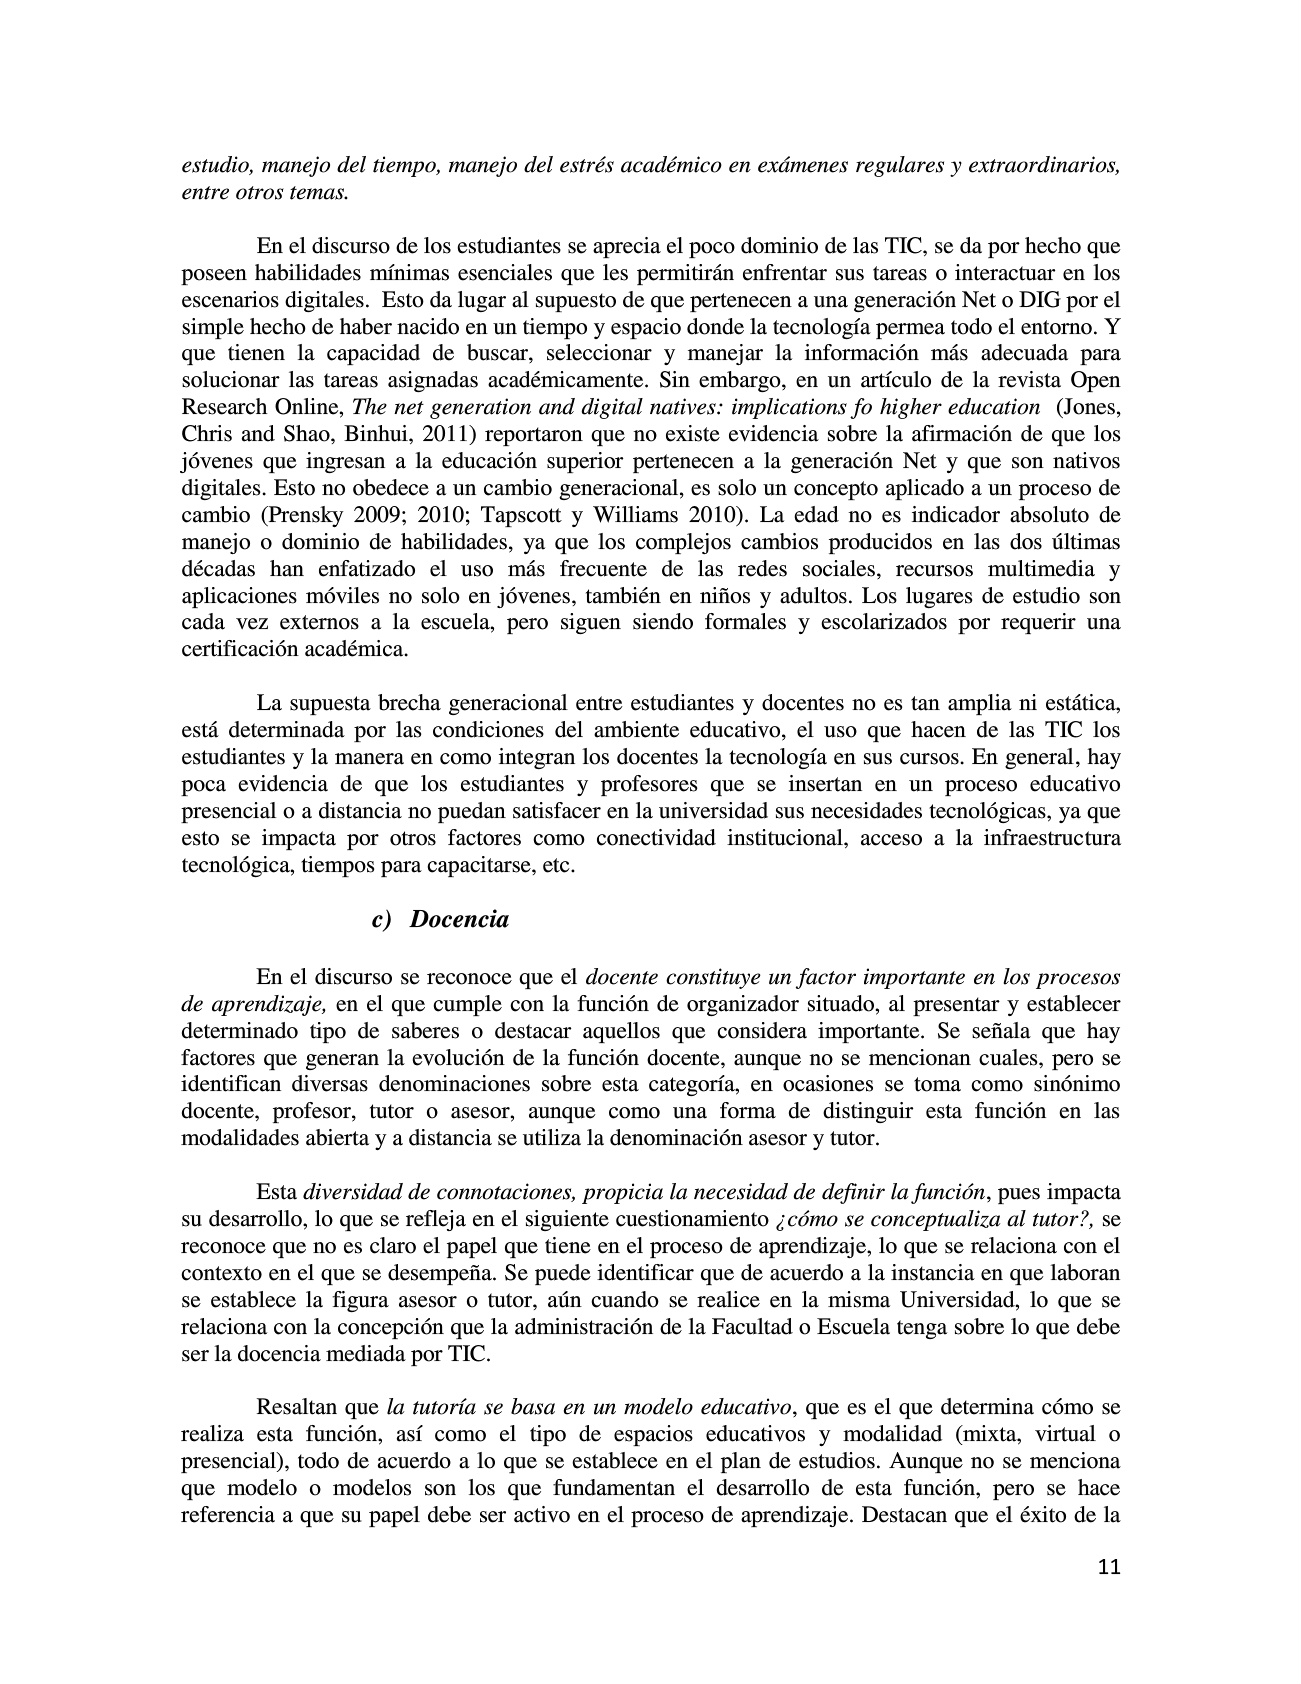 estudio, manejo del tiempo, manejo del estrés académico en exámenes regulares y extraordinarios,
entre otros temas.
En el discurso de los estudiantes se aprecia el poco dominio de las TIC, se da por hecho que
poseen habilidades mínimas esenciales que les permitirán enfrentar sus tareas o interactuar en los
escenarios digitales.  Esto da lugar al supuesto de que pertenecen a una generación Net o DIG por el
simple hecho de haber nacido en un tiempo y espacio donde la tecnología permea todo el entorno. Y
que tienen la capacidad de buscar, seleccionar y manejar la información más adecuada para
solucionar las tareas asignadas académicamente. Sin embargo, en un artículo de la revista Open
Research Online, The net generation and digital natives: implications fo higher education  (Jones,
Chris and Shao, Binhui, 2011) reportaron que no existe evidencia sobre la afirmación de que los
jóvenes que ingresan a la educación superior pertenecen a la generación Net y que son nativos
digitales. Esto no obedece a un cambio generacional, es solo un concepto aplicado a un proceso de
cambio (Prensky 2009; 2010; Tapscott y Williams 2010). La edad no es indicador absoluto de
manejo o dominio de habilidades, ya que los complejos cambios producidos en las dos últimas
décadas han enfatizado el uso más frecuente de las redes sociales, recursos multimedia y
aplicaciones móviles no solo en jóvenes, también en niños y adultos. Los lugares de estudio son
cada vez externos a la escuela, pero siguen siendo formales y escolarizados por requerir una
certificación académica.
La supuesta brecha generacional entre estudiantes y docentes no es tan amplia ni estática,
está determinada por las condiciones del ambiente educativo, el uso que hacen de las TIC los
estudiantes y la manera en como integran los docentes la tecnología en sus cursos. En general, hay
poca evidencia de que los estudiantes y profesores que se insertan en un proceso educativo
presencial o a distancia no puedan satisfacer en la universidad sus necesidades tecnológicas, ya que
esto se impacta por otros factores como conectividad institucional, acceso a la infraestructura
tecnológica, tiempos para capacitarse, etc.
c) Docencia
En el discurso se reconoce que el docente constituye un factor importante en los procesos
de aprendizaje, en el que cumple con la función de organizador situado, al presentar y establecer
determinado tipo de saberes o destacar aquellos que considera importante. Se señala que hay
factores que generan la evolución de la función docente, aunque no se mencionan cuales, pero se
identifican diversas denominaciones sobre esta categoría, en ocasiones se toma como sinónimo
docente, profesor, tutor o asesor, aunque como una forma de distinguir esta función en las
modalidades abierta y a distancia se utiliza la denominación asesor y tutor.
Esta diversidad de connotaciones, propicia la necesidad de definir la función, pues impacta
su desarrollo, lo que se refleja en el siguiente cuestionamiento ¿cómo se conceptualiza al tutor?, se
reconoce que no es claro el papel que tiene en el proceso de aprendizaje, lo que se relaciona con el
contexto en el que se desempeña. Se puede identificar que de acuerdo a la instancia en que laboran
se establece la figura asesor o tutor, aún cuando se realice en la misma Universidad, lo que se
relaciona con la concepción que la administración de la Facultad o Escuela tenga sobre lo que debe
ser la docencia mediada por TIC.
Resaltan que la tutoría se basa en un modelo educativo, que es el que determina cómo se
realiza esta función, así como el tipo de espacios educativos y modalidad (mixta, virtual o
presencial), todo de acuerdo a lo que se establece en el plan de estudios. Aunque no se menciona
que modelo o modelos son los que fundamentan el desarrollo de esta función, pero se hace
referencia a que su papel debe ser activo en el proceso de aprendizaje. Destacan que el éxito de la
11